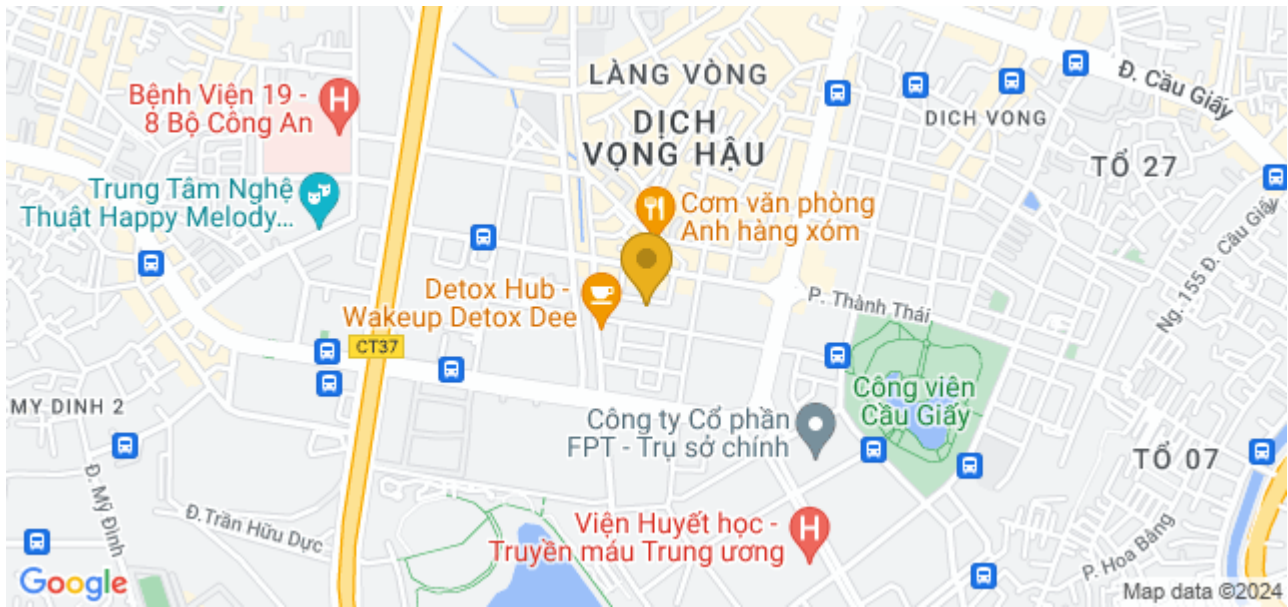 LÀNG VÒNG
Đ. Cầu Giấy
Bệnh Viện 19 -
8 Bộ Công An
DỊCH
VỌNG HẬU
DICH VONG
TỔ 27
Trung Tâm Nghệ
Thuật Happy Melody...
Cơm văn phòng
Anh hàng xóm
Ng. 155 Đ. Cầu Giấy
Detox Hub -
Wakeup Detox Dee
P. Thành Thái
CT37
Công viên
Cầu Giấy
MY DINH 2
Công ty Cổ phần
FPT - Trụ sở chính
TỔ 07
Đ. Mỹ Đình
Đ. Trần Hữu Dực
Viện Huyết học -
Truyền máu Trung ương
P. Hoa Bằng
Google
Map data ©2024